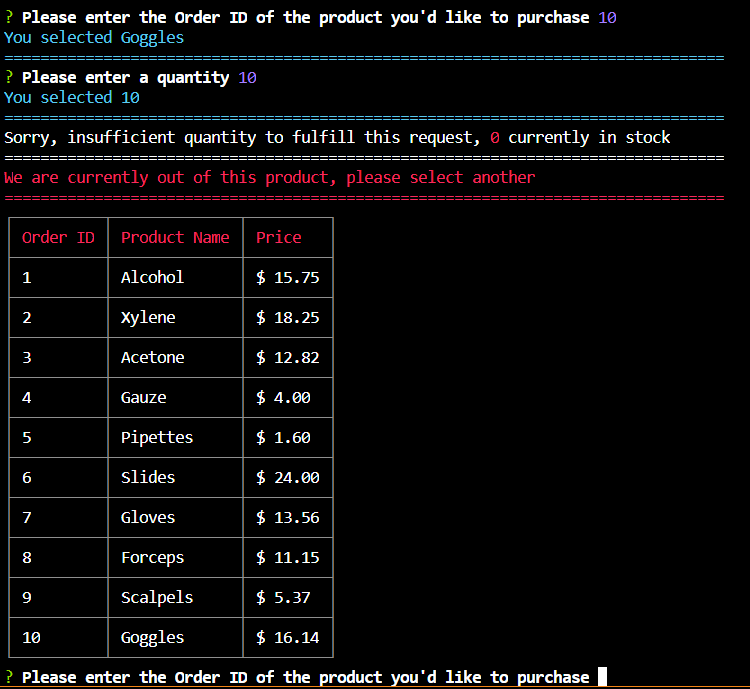 ? Please enter the Order ID of the product you'd like to purchase 10
You selected Goggles
================================================================================
? Please enter a quantity 10
You selected 10
================================================================================
Sorry, insufficient quantity to fulfill this request, 0 currently in stock
================================================================================
We are currently out of this product, please select another
================================================================================
Order ID Product Name Price
1 Alcohol $ 15.75
2 Xylene $ 18.25
3 Acetone $ 12.82
4 Gauze $ 4.00
5 Pipettes $ 1.60
6 Slides $ 24.00
7 Gloves $ 13.56
8 Forceps $ 11.15
9 Scalpels $ 5.37
10 Goggles $ 16.14
? Please enter the Order ID of the product you'd like to purchase